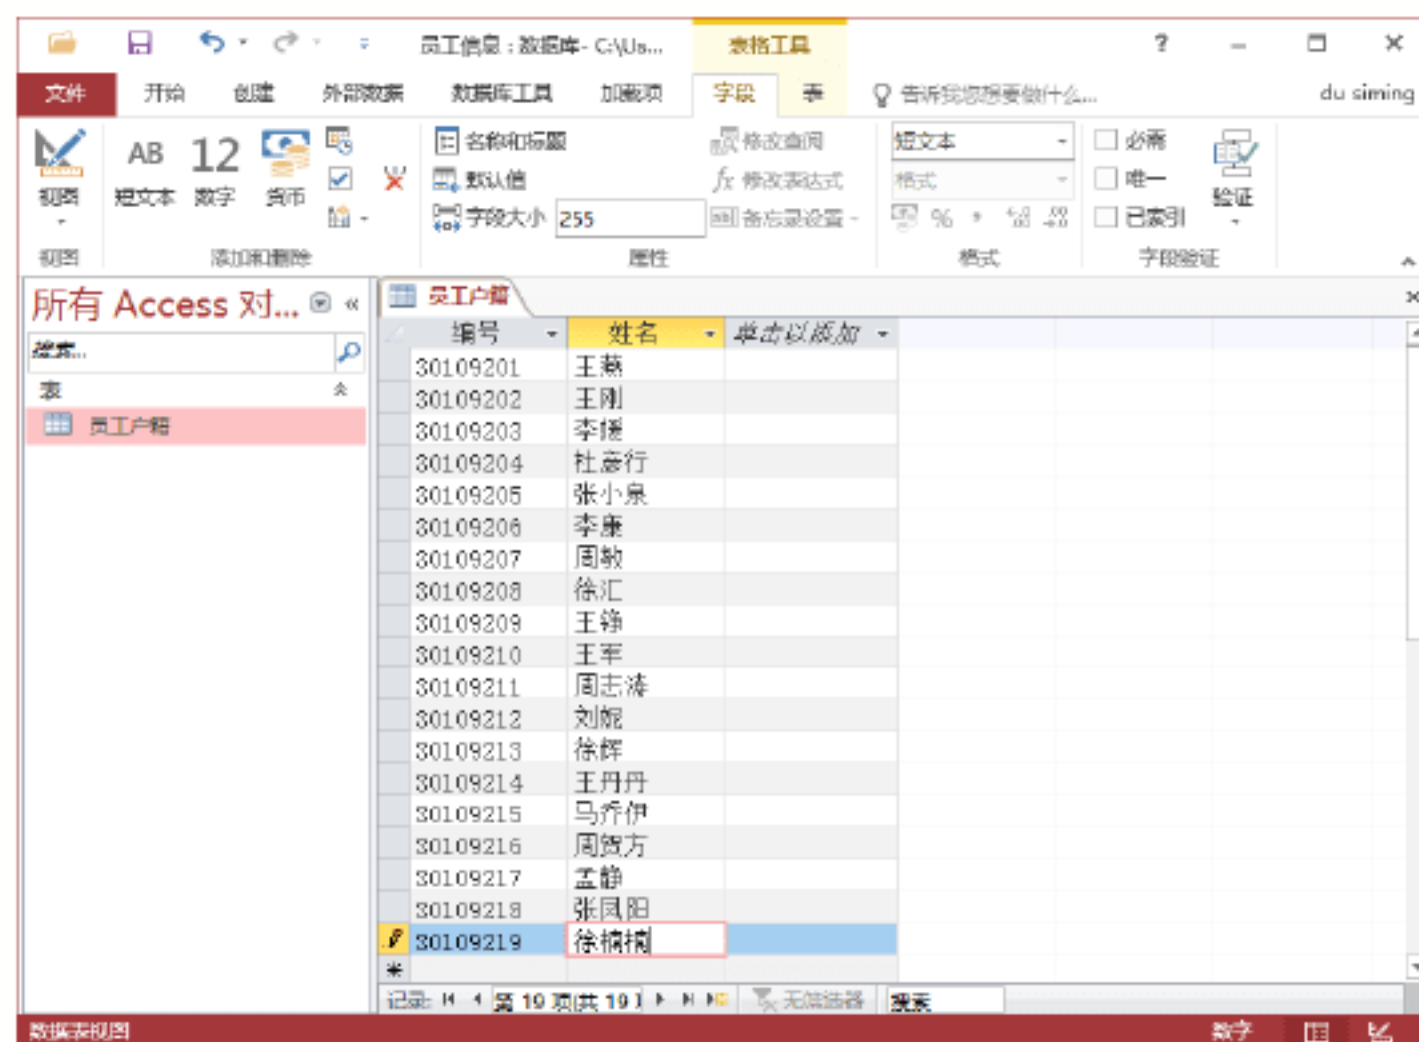 员工信息 : 数据库- C:\Us... 表格工具 ?
文件 开始 创建 外部数据 数据库工具 加载项 字段 表 告诉我您想要做什么... du siming
视图 AB 短文本 12 数字 货币
名称和标题
默认值
字段大小 255
修改查阅
fx 修改表达式
ab| 备忘录设置
短文本
格式
%
必需
唯一
已索引
验证
视图 添加和删除 属性 格式 字段验证
所有 Access 对... «
搜索...
表
员工户籍
员工户籍
编号 姓名 单击以添加
30109201 王燕
30109202 王刚
30109203 李媛
30109204 杜彦行
30109205 张小泉
30109206 李康
30109207 周敏
30109208 徐汇
30109209 王铮
30109210 王军
30109211 周志涛
30109212 刘妮
30109213 徐辉
30109214 王丹丹
30109215 马乔伊
30109216 周贺方
30109217 孟静
30109218 张凤阳
30109219 徐楠楠
记录: 第 19 项(共 19 无筛选器 搜索
数据表视图 数字